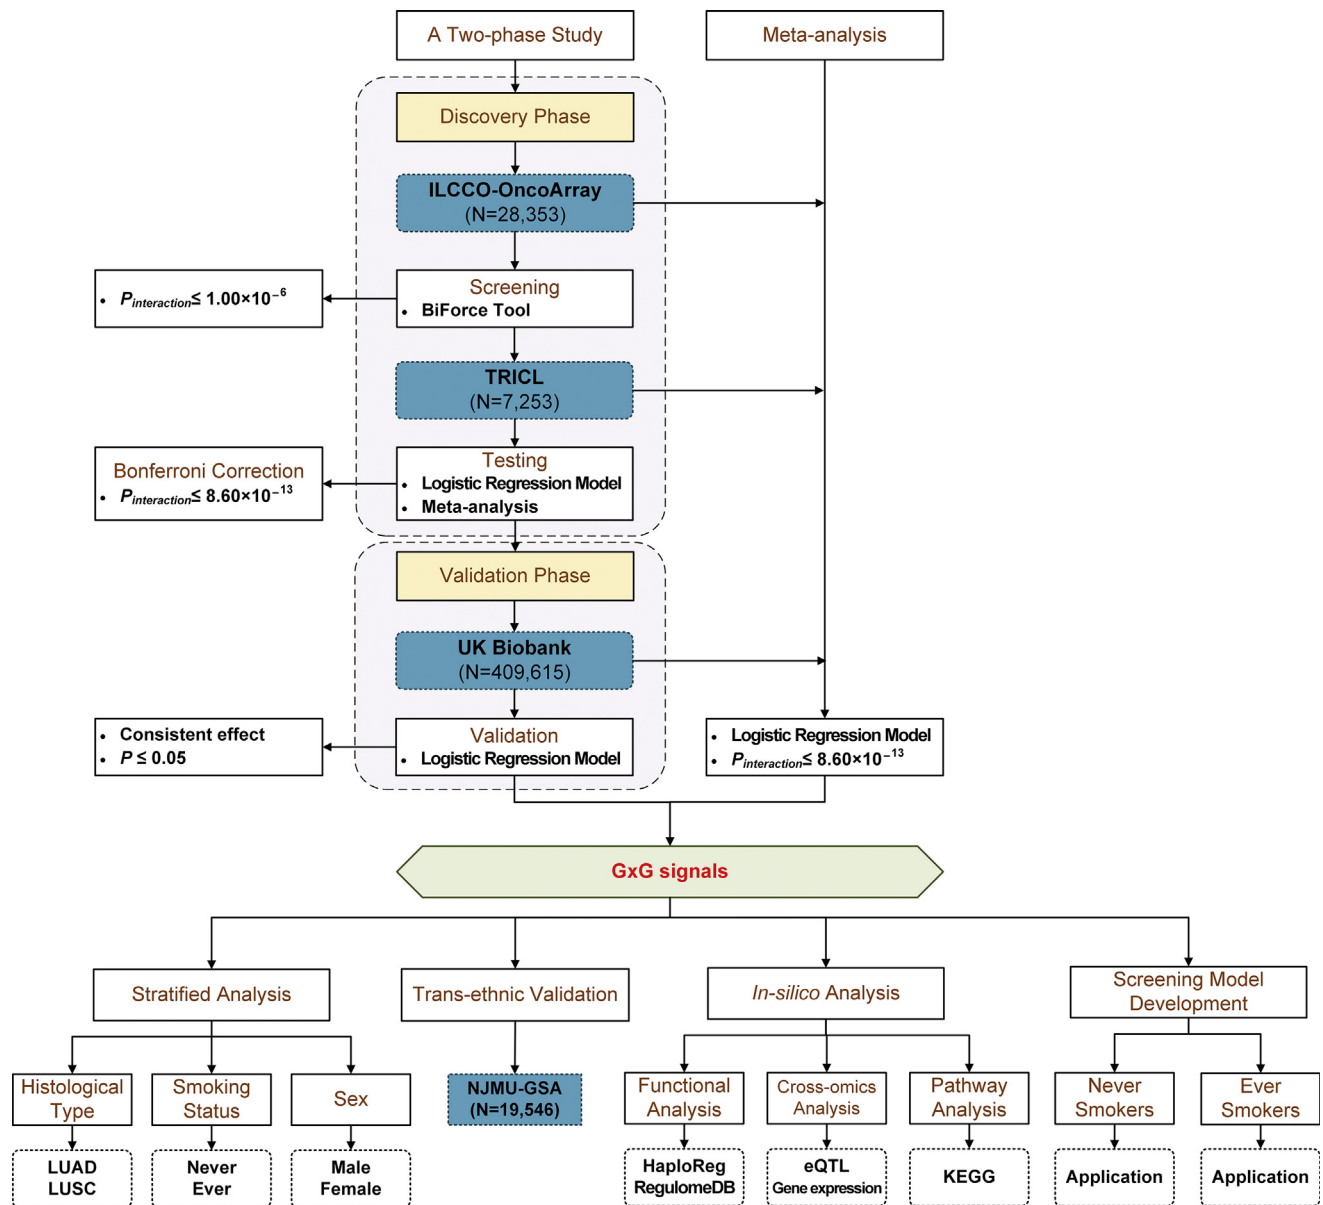 A Two-phase Study
Meta-analysis
Discovery Phase
ILCCO-OncoArray
(N=28,353)
Screening
• BiForce Tool
• Pinteraction≤ 1.00×10−6
TRICL
(N=7,253)
Testing
• Logistic Regression Model
• Meta-analysis
Bonferroni Correction
• Pinteraction≤ 8.60×10−13
Validation Phase
UK Biobank
(N=409,615)
Validation
• Logistic Regression Model
• Consistent effect
• P ≤ 0.05
• Logistic Regression Model
• Pinteraction≤ 8.60×10−13
GxG signals
Stratified Analysis
Trans-ethnic Validation
In-silico Analysis
Screening Model
Development
Histological
Type
Smoking
Status
Sex
NJMU-GSA
(N=19,546)
Functional
Analysis
Cross-omics
Analysis
Pathway
Analysis
Never
Smokers
Ever
Smokers
LUAD
LUSC
Never
Ever
Male
Female
HaploReg
RegulomeDB
eQTL
Gene expression
KEGG
Application
Application